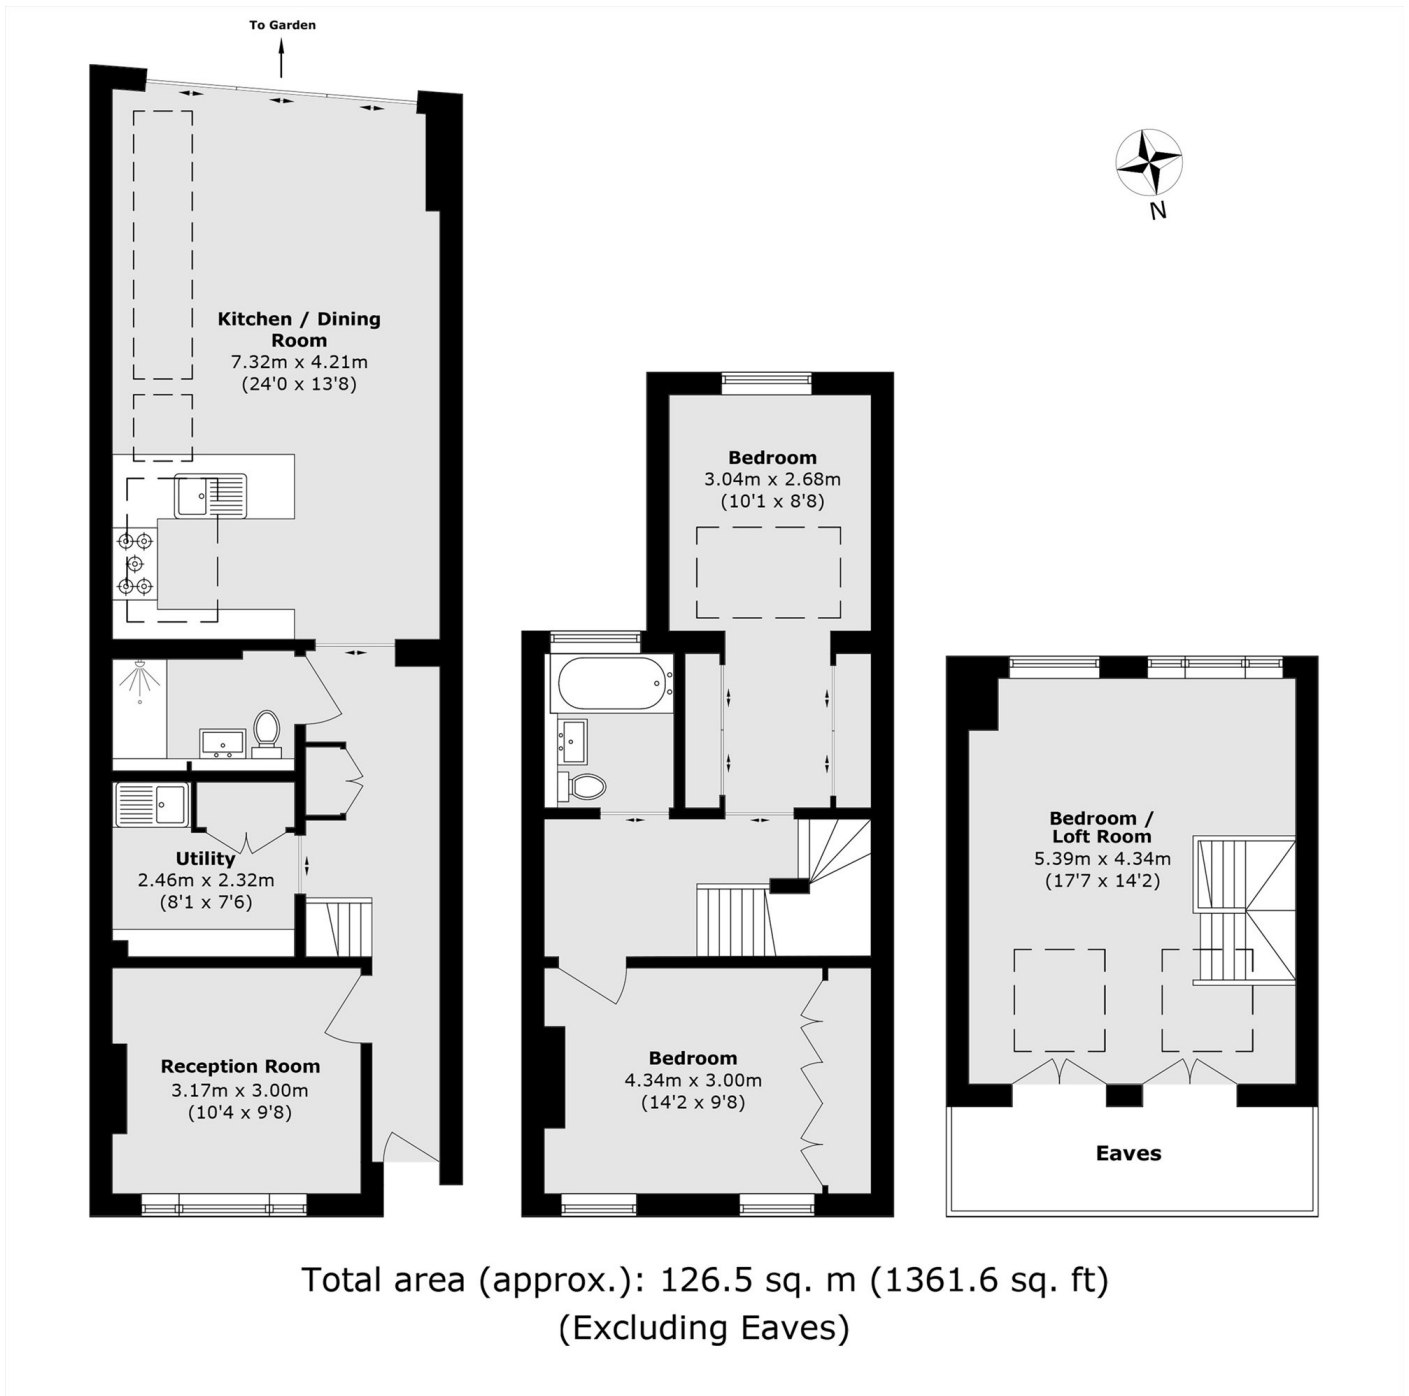 To Garden
N
Kitchen / Dining
Room
7.32m x 4.21m
(24'0 x 13'8)
Utility
2.46m x 2.32m
(8'1 x 7'6)
Reception Room
3.17m x 3.00m
(10'4 x 9'8)
Bedroom
3.04m x 2.68m
(10'1 x 8'8)
Bedroom
4.34m x 3.00m
(14'2 x 9'8)
Bedroom /
Loft Room
5.39m x 4.34m
(17'7 x 14'2)
Eaves
Total area (approx.): 126.5 sq. m (1361.6 sq. ft)
(Excluding Eaves)